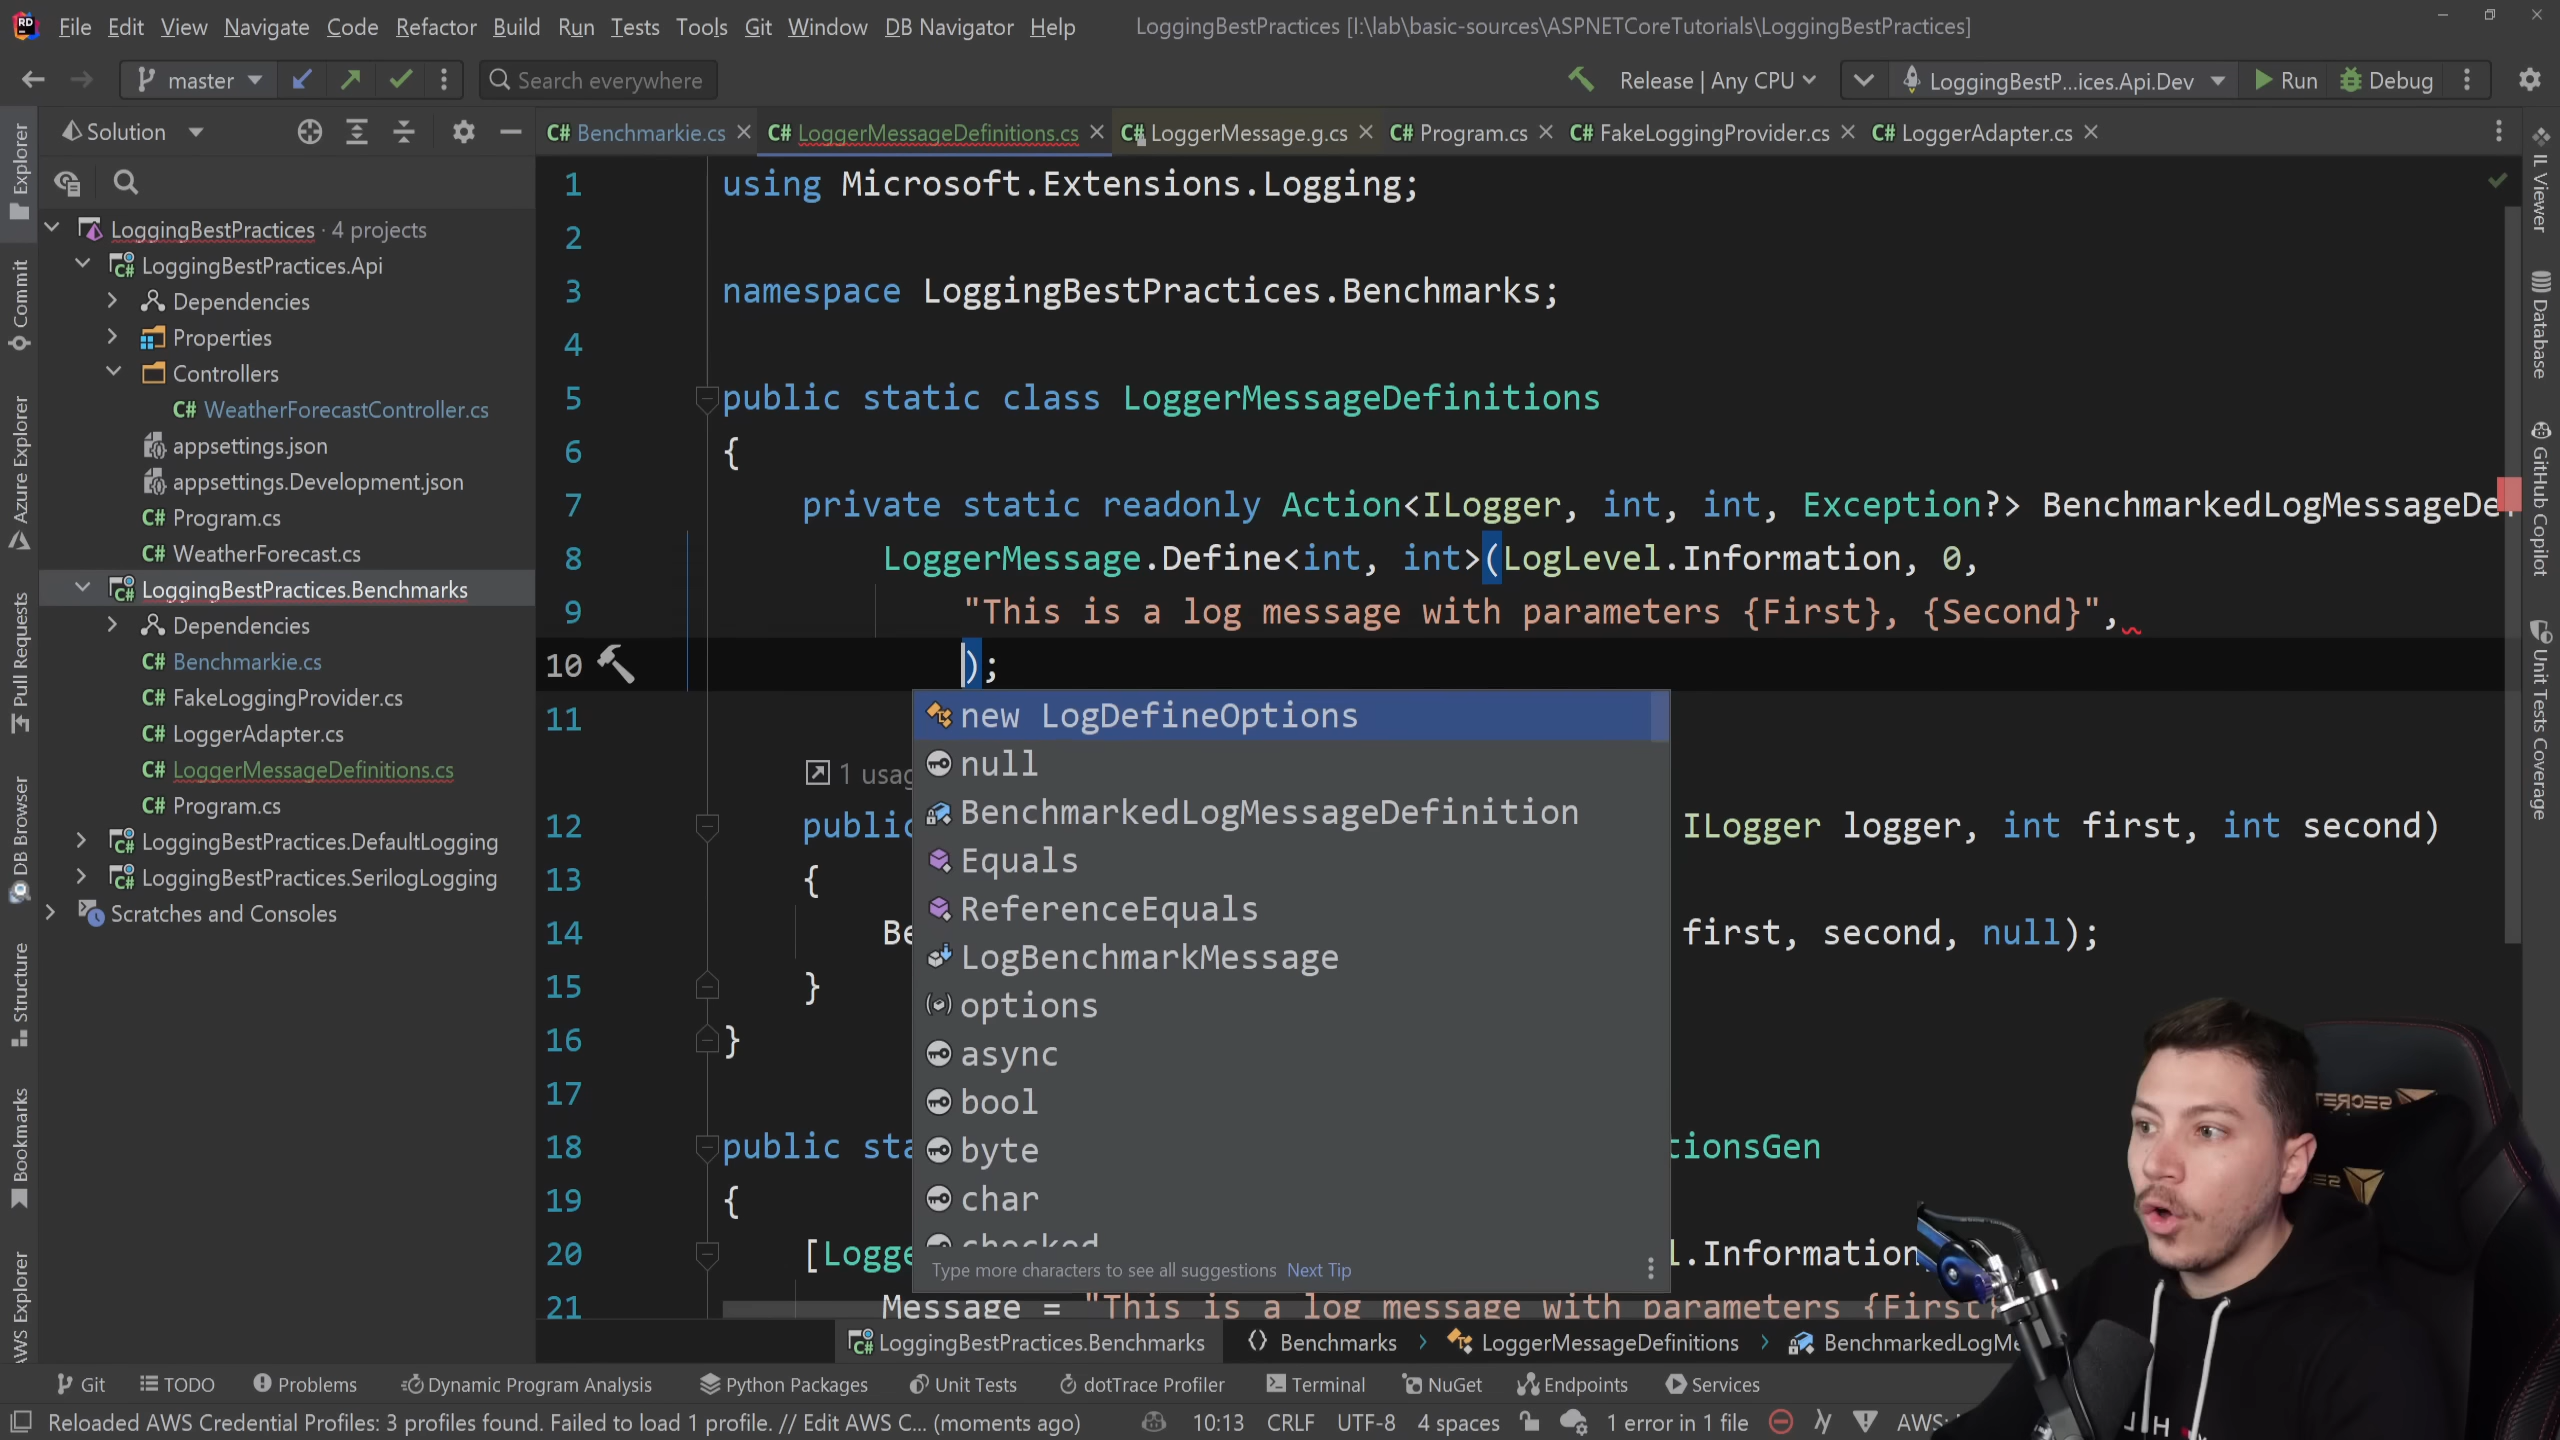 File Edit View Navigate Code Refactor Build Run Tests Tools Git Window DB Navigator Help LoggingBestPractices [I:\lab\basic-sources\ASPNETCoreTutorials\LoggingBestPractices]
master Search everywhere Release | Any CPU LoggingBestP...ices.Api.Dev Run Debug
Solution
C# Benchmarkie.cs C# LoggerMessageDefinitions.cs C# LoggerMessage.g.cs C# Program.cs C# FakeLoggingProvider.cs C# LoggerAdapter.cs
Explorer
Commit
Azure Explorer
Pull Requests
DB Browser
Structure
Bookmarks
AWS Explorer
LoggingBestPractices · 4 projects
LoggingBestPractices.Api
Dependencies
Properties
Controllers
C# WeatherForecastController.cs
appsettings.json
appsettings.Development.json
C# Program.cs
C# WeatherForecast.cs
LoggingBestPractices.Benchmarks
Dependencies
C# Benchmarkie.cs
C# FakeLoggingProvider.cs
C# LoggerAdapter.cs
C# LoggerMessageDefinitions.cs
C# Program.cs
LoggingBestPractices.DefaultLogging
LoggingBestPractices.SerilogLogging
Scratches and Consoles
1 using Microsoft.Extensions.Logging;
2
3 namespace LoggingBestPractices.Benchmarks;
4
5 public static class LoggerMessageDefinitions
6 {
7 private static readonly Action<ILogger, int, int, Exception?> BenchmarkedLogMessageDe
8 LoggerMessage.Define<int, int>(LogLevel.Information, 0,
9 "This is a log message with parameters {First}, {Second}",
10 );
11
1 usag
12 public ILogger logger, int first, int second)
13 {
14 Be first, second, null);
15 }
16 }
17
18 public sta tionsGen
19 {
20 [Logge l.Information
21 Message = "This is a log message with parameters {First}
new LogDefineOptions
null
BenchmarkedLogMessageDefinition
Equals
ReferenceEquals
LogBenchmarkMessage
options
async
bool
byte
char
checked
Type more characters to see all suggestions Next Tip
IL Viewer
Database
GitHub Copilot
Unit Tests Coverage
SECRET
LoggingBestPractices.Benchmarks Benchmarks LoggerMessageDefinitions BenchmarkedLogMe
Git TODO Problems Dynamic Program Analysis Python Packages Unit Tests dotTrace Profiler Terminal NuGet Endpoints Services
Reloaded AWS Credential Profiles: 3 profiles found. Failed to load 1 profile. // Edit AWS C... (moments ago) 10:13 CRLF UTF-8 4 spaces 1 error in 1 file AWS: